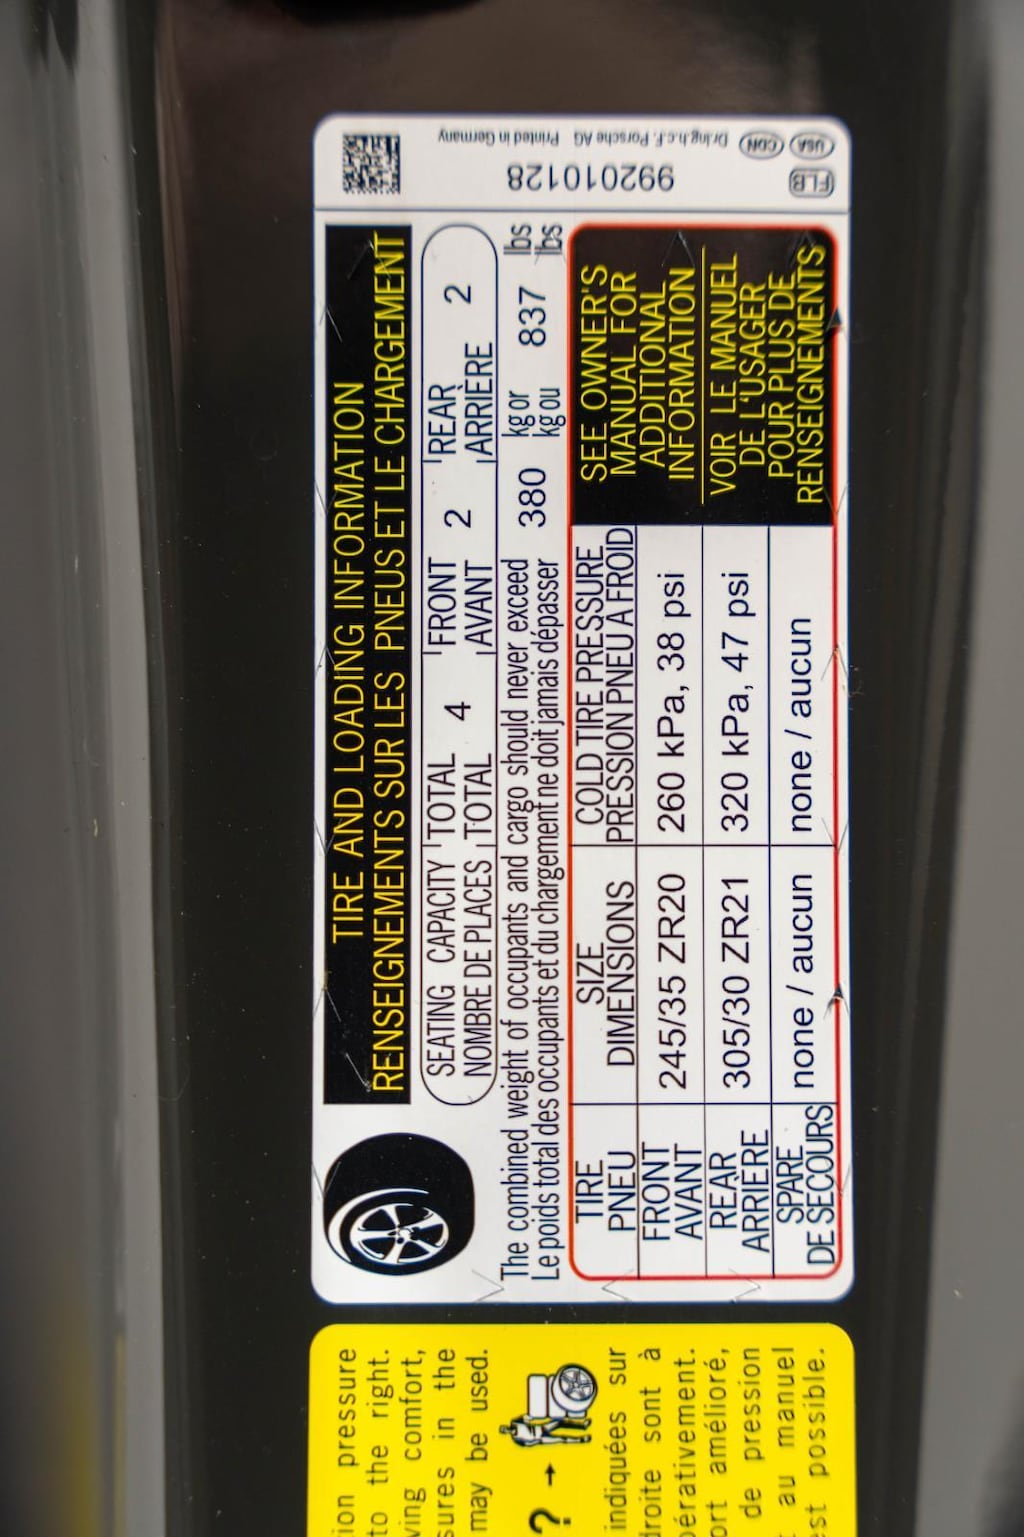 TIRE AND LOADING INFORMATION
RENSEIGNEMENTS SUR LES PNEUS ET LE CHARGEMENT
SEATING CAPACITY TOTAL 4 FRONT 2 REAR 2
NOMBRE DE PLACES TOTAL AVANT ARRIÈRE
The combined weight of occupants and cargo should never exceed 380 kg or 837 lbs
Le poids total des occupants et du chargement ne doit jamais dépasser kg ou lbs
TIRE SIZE COLD TIRE PRESSURE
PNEU DIMENSIONS PRESSION PNEU A FROID
FRONT
AVANT 245/35 ZR20 260 kPa, 38 psi
REAR
ARRIÈRE 305/30 ZR21 320 kPa, 47 psi
SPARE
DE SECOURS none / aucun none / aucun
SEE OWNER'S
MANUAL FOR
ADDITIONAL
INFORMATION
VOIR LE MANUEL
DE L'USAGER
POUR PLUS DE
RENSEIGNEMENTS
USA CDN Dr.Ing.h.c.F. Porsche AG Printed in Germany
FLB 992010128
ion pressure
to the right.
ving comfort,
sures in the
may be used.
?
indiquées sur
droite sont à
pérativement.
ort amélioré,
de pression
t au manuel
est possible.